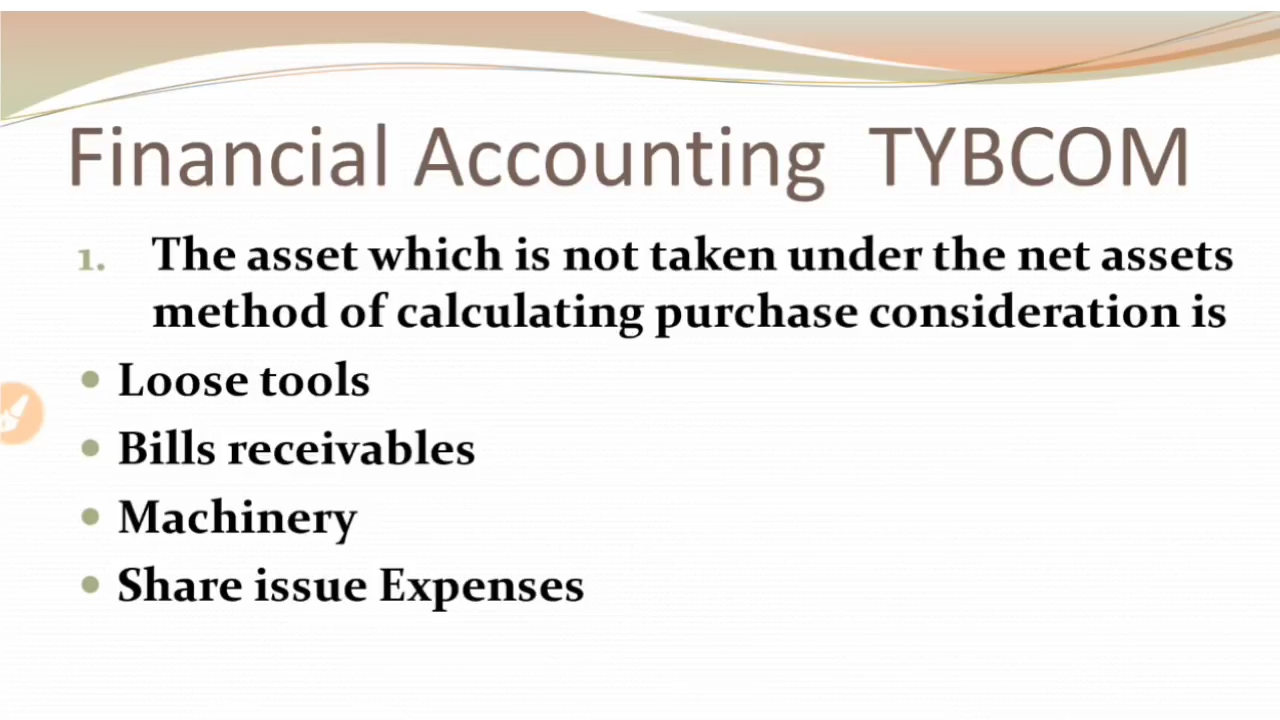 Financial Accounting TYBCOM
1. The asset which is not taken under the net assets
method of calculating purchase consideration is
• Loose tools
• Bills receivables
• Machinery
• Share issue Expenses